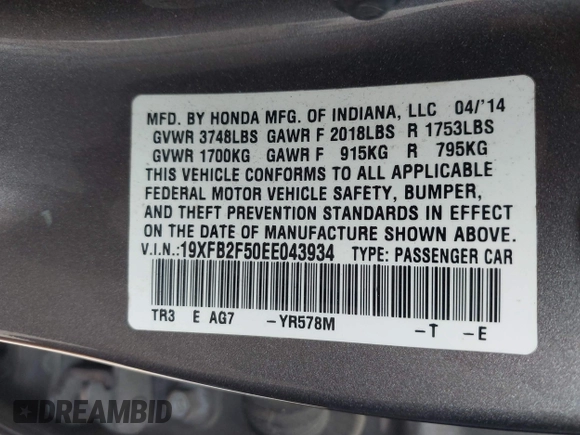 MFD. BY HONDA MFG. OF INDIANA, LLC 04/'14
GVWR 3748LBS GAWR F 2018LBS R 1753LBS
GVWR 1700KG GAWR F 915KG R 795KG
THIS VEHICLE CONFORMS TO ALL APPLICABLE
FEDERAL MOTOR VEHICLE SAFETY, BUMPER,
AND THEFT PREVENTION STANDARDS IN EFFECT
ON THE DATE OF MANUFACTURE SHOWN ABOVE.
V.I.N.:19XFB2F50EE043934 TYPE: PASSENGER CAR
TR3 E AG7 -YR578M -T -E
DREAMBID